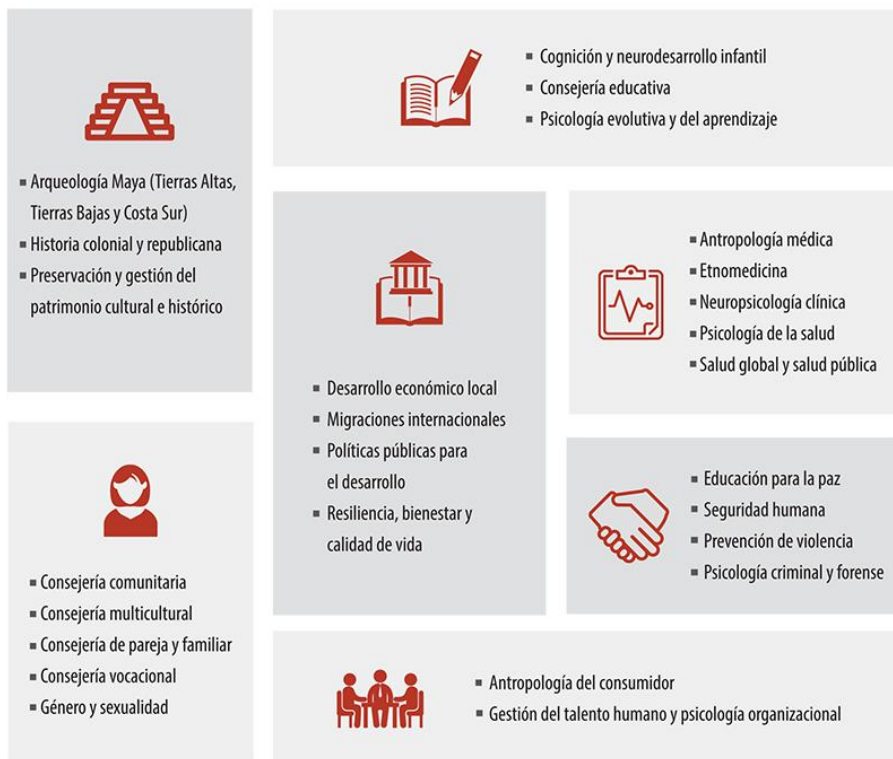 Arqueología Maya (Tierras Altas,
Tierras Bajas y Costa Sur)
Historia colonial y republicana
Preservación y gestión del
patrimonio cultural e histórico
Cognición y neurodesarrollo infantil
Consejería educativa
Psicología evolutiva y del aprendizaje
Desarrollo económico local
Migraciones internacionales
Políticas públicas para
el desarrollo
Resiliencia, bienestar y
calidad de vida
Antropología médica
Etnomedicina
Neuropsicología clínica
Psicología de la salud
Salud global y salud pública
Consejería comunitaria
Consejería multicultural
Consejería de pareja y familiar
Consejería vocacional
Género y sexualidad
Educación para la paz
Seguridad humana
Prevención de violencia
Psicología criminal y forense
Antropología del consumidor
Gestión del talento humano y psicología organizacional